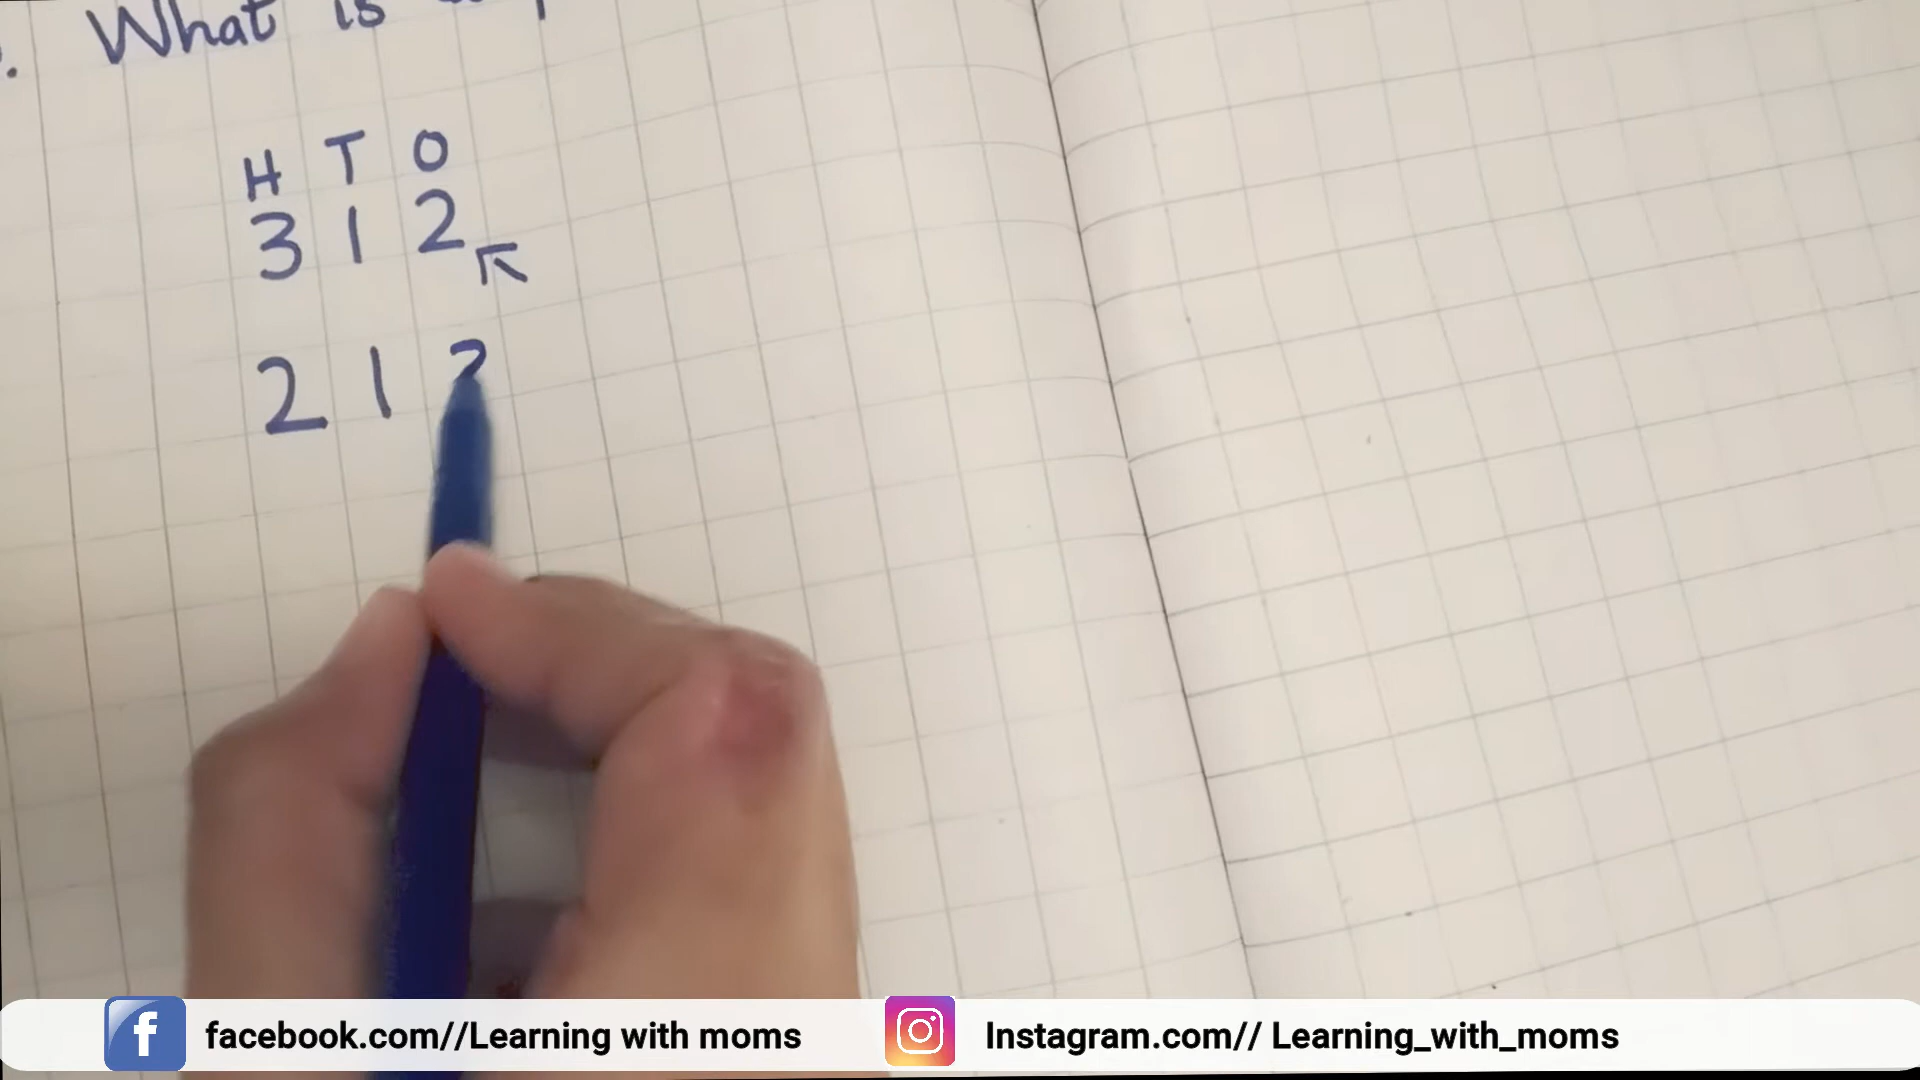 What is
H T O
3 1 2
2 1
facebook.com//Learning with moms
Instagram.com// Learning_with_moms